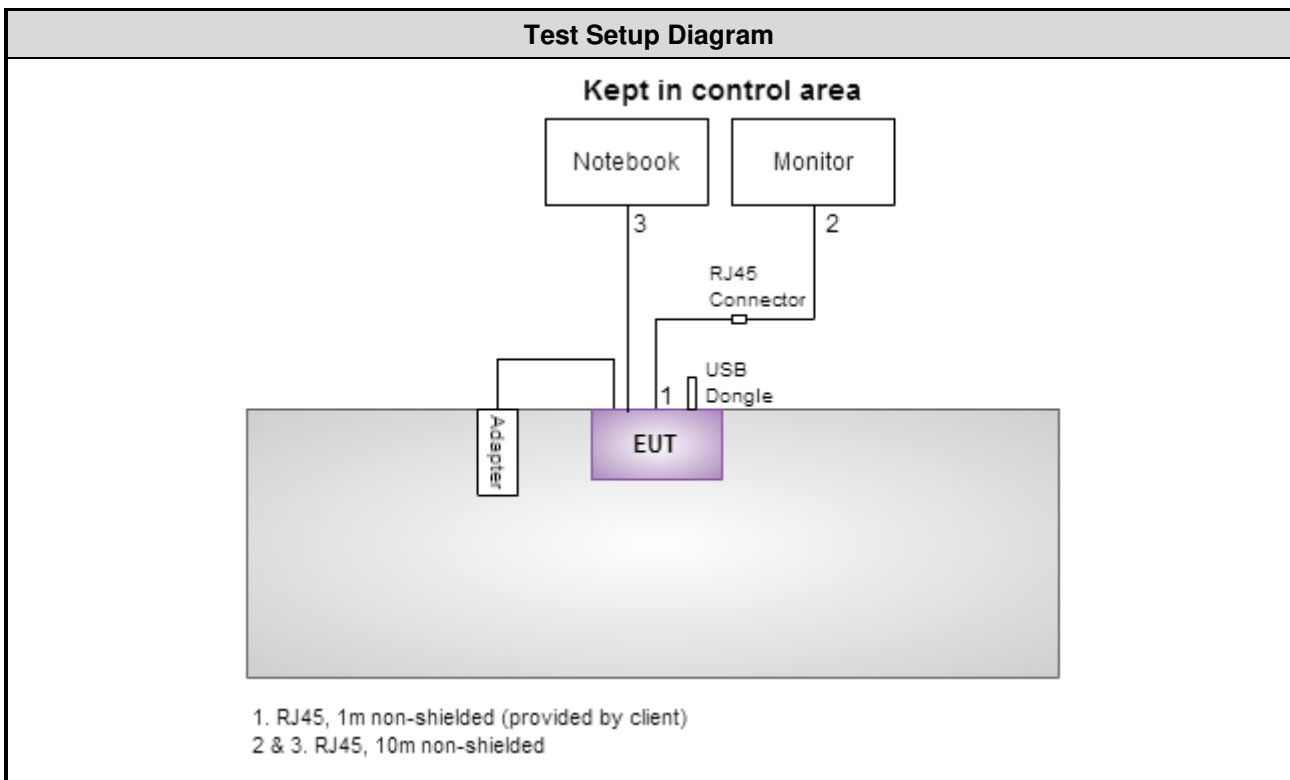 Test Setup Diagram
Kept in control area
Notebook
Monitor
3
2
RJ45
Connector
USB
Dongle
1
Adapter
EUT
1. RJ45, 1m non-shielded (provided by client)
2 & 3. RJ45, 10m non-shielded